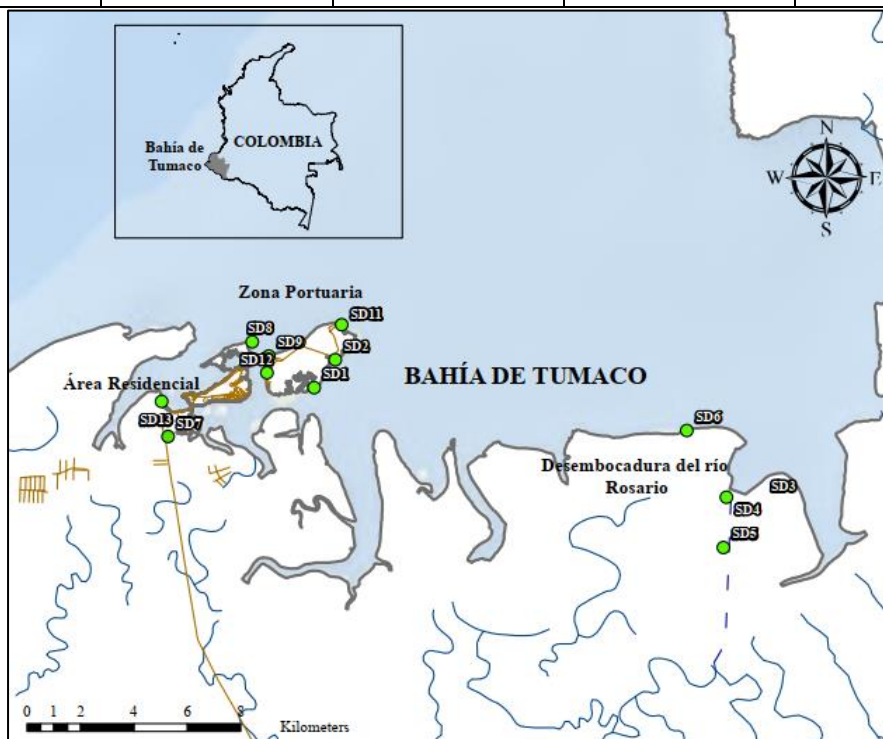 Bahía de
Tumaco
COLOMBIA
N
W
E
S
Zona Portuaria
SD11
SD8
SD9
SD2
SD12
SD1
Área Residencial
BAHÍA DE TUMACO
SD13
SD7
SD6
Desembocadura del río
Rosario
SD3
SD4
SD5
0 1 2 4 6 8
Kilometers